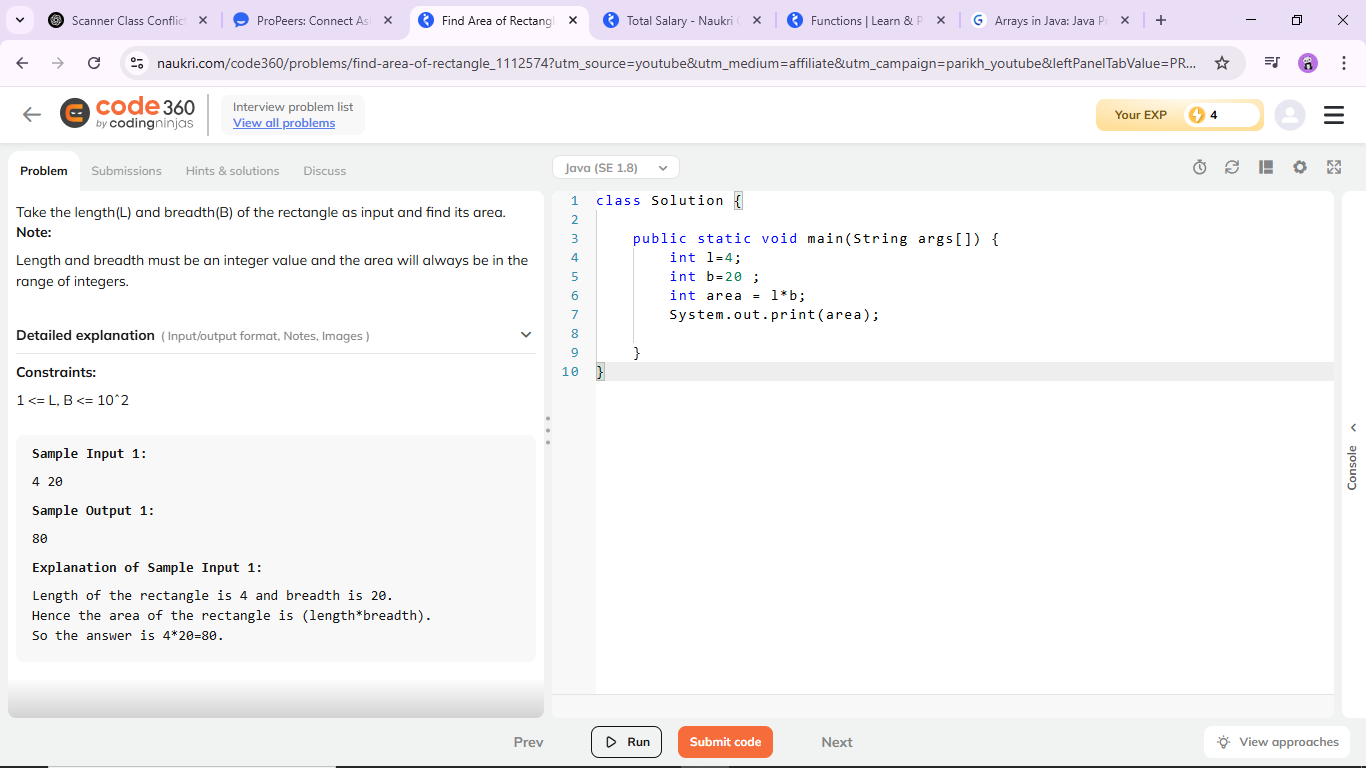 Scanner Class Conflict
ProPeers: Connect As
Find Area of Rectangl
Total Salary - Naukri
Functions | Learn & P
Arrays in Java: Java P
naukri.com/code360/problems/find-area-of-rectangle_1112574?utm_source=youtube&utm_medium=affiliate&utm_campaign=parikh_youtube&leftPanelTabValue=PR...
code 360
by codingninjas
Interview problem list
View all problems
Your EXP
4
Problem
Submissions
Hints & solutions
Discuss
Take the length(L) and breadth(B) of the rectangle as input and find its area.
Note:
Length and breadth must be an integer value and the area will always be in the
range of integers.
Detailed explanation ( Input/output format, Notes, Images )
Constraints:
1 <= L, B <= 10^2
Sample Input 1:
4 20
Sample Output 1:
80
Explanation of Sample Input 1:
Length of the rectangle is 4 and breadth is 20.
Hence the area of the rectangle is (length*breadth).
So the answer is 4*20=80.
Java (SE 1.8)
1 class Solution {
2
3 public static void main(String args[]) {
4 int l=4;
5 int b=20 ;
6 int area = l*b;
7 System.out.print(area);
8
9 }
10 }
Console
Prev
Run
Submit code
Next
View approaches